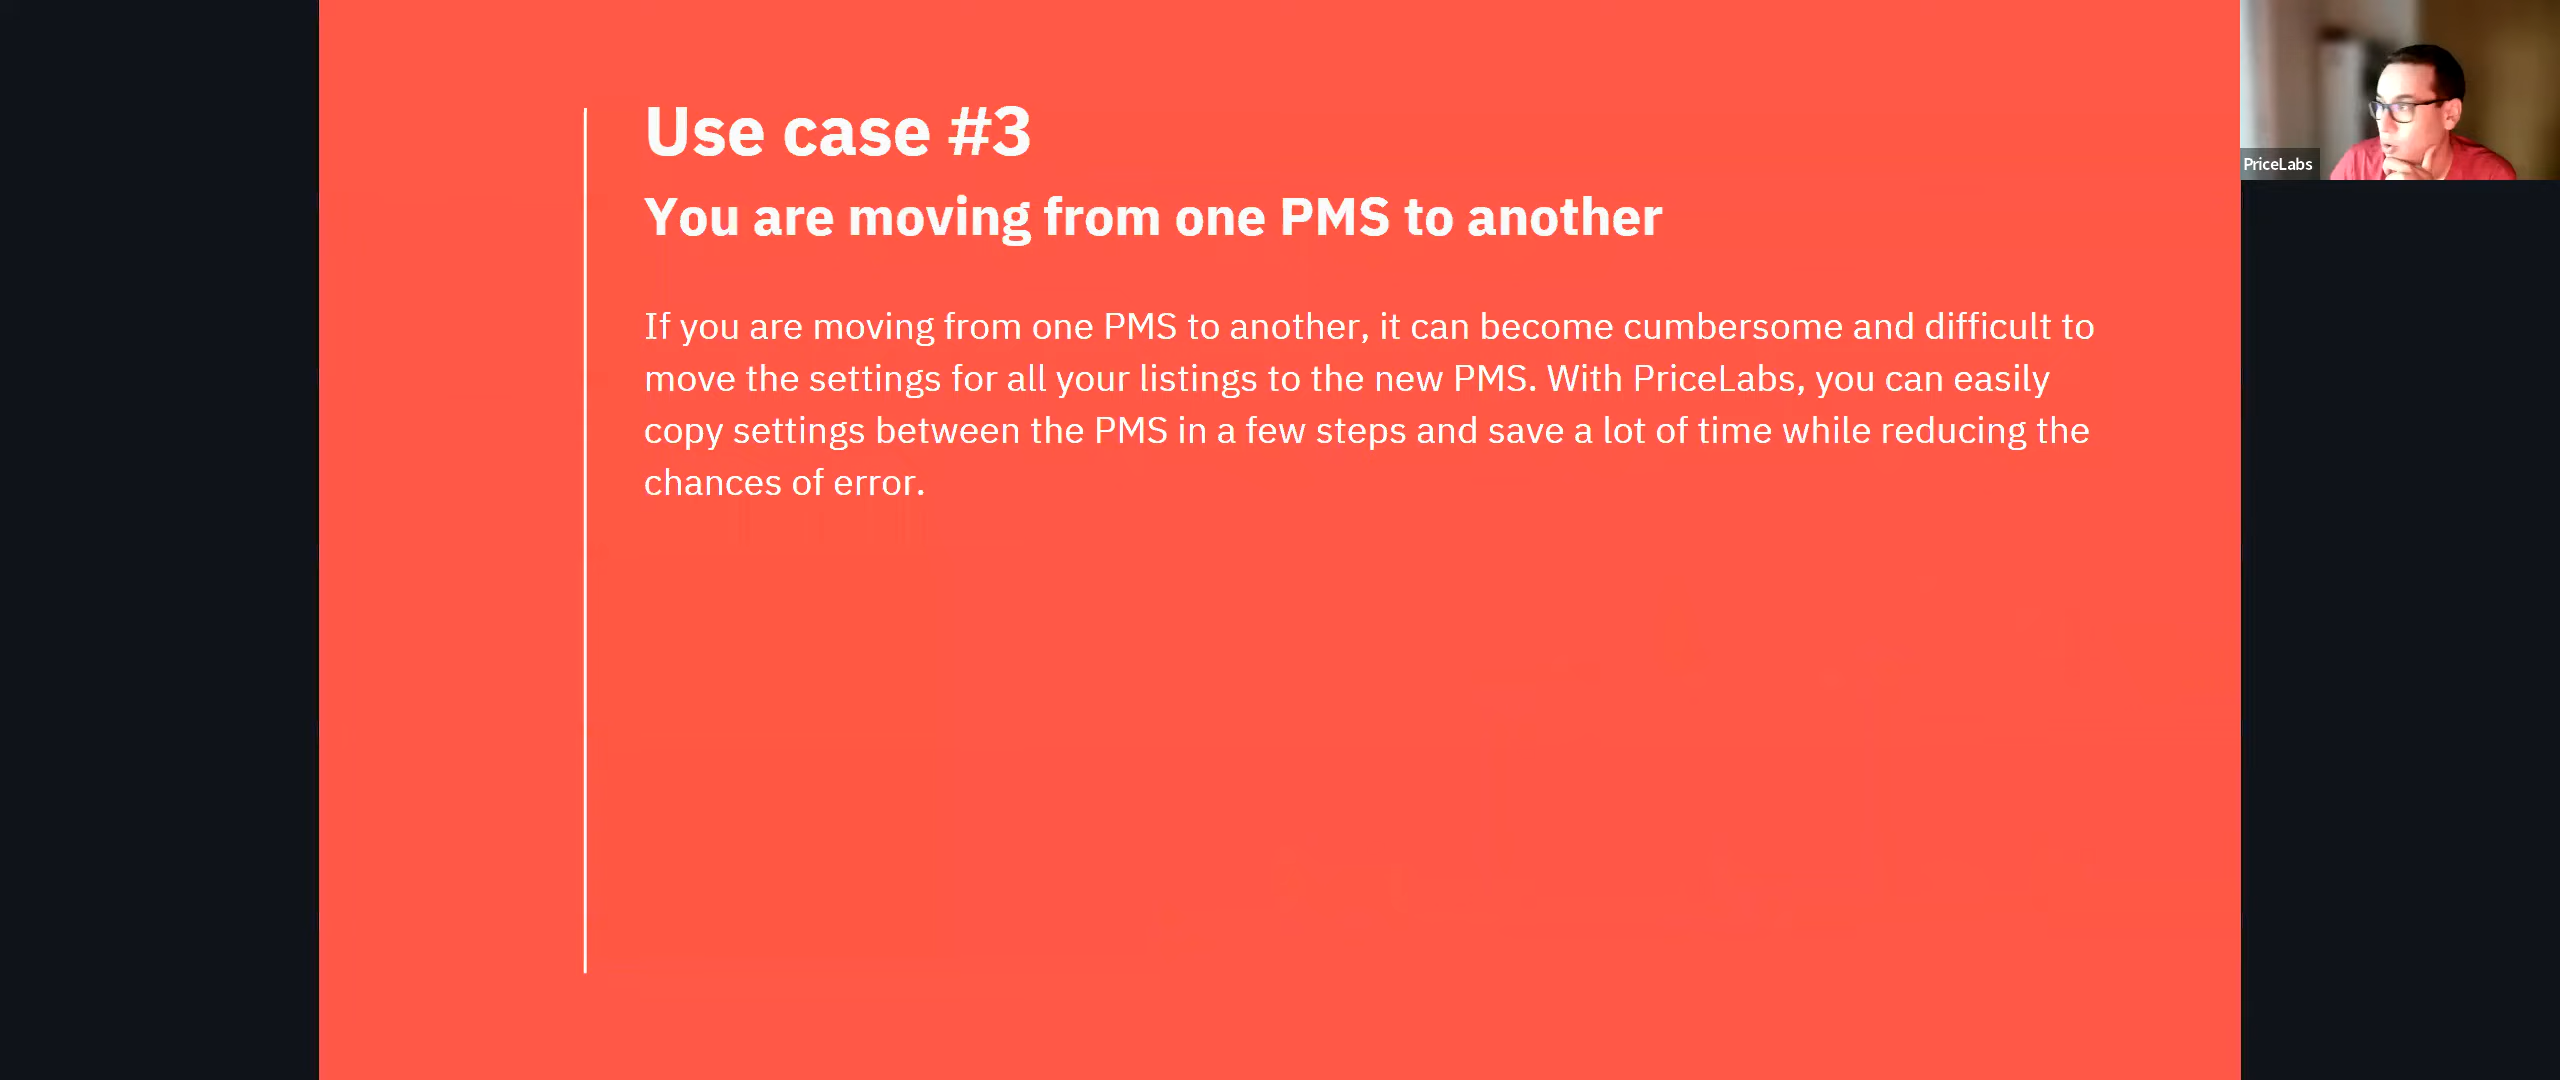 Use case #3
You are moving from one PMS to another
If you are moving from one PMS to another, it can become cumbersome and difficult to
move the settings for all your listings to the new PMS. With PriceLabs, you can easily
copy settings between the PMS in a few steps and save a lot of time while reducing the
chances of error.
PriceLabs